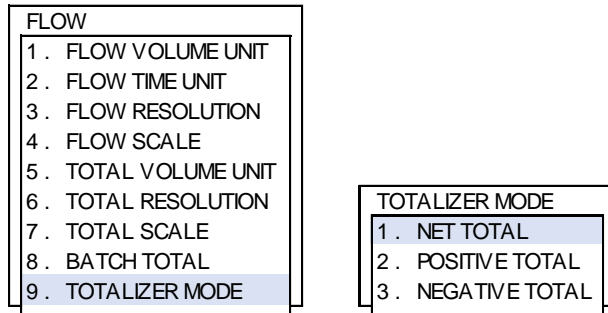 FLOW
1. FLOW VOLUME UNIT
2. FLOW TIME UNIT
3. FLOW RESOLUTION
4. FLOW SCALE
5. TOTAL VOLUME UNIT
6. TOTAL RESOLUTION
7. TOTAL SCALE
8. BATCH TOTAL
9. TOTALIZER MODE
TOTALIZER MODE
1. NET TOTAL
2. POSITIVE TOTAL
3. NEGATIVE TOTAL